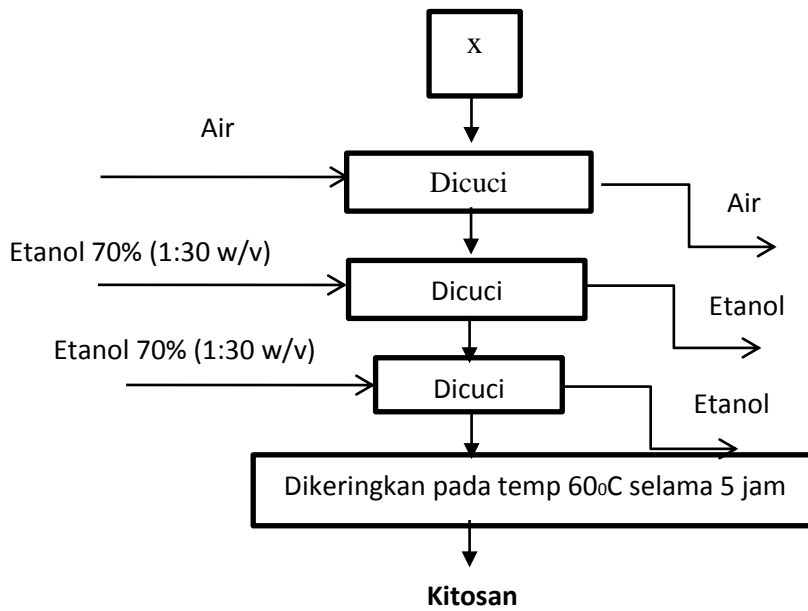 x
Air
Dicuci
Air
Etanol 70% (1:30 w/v)
Dicuci
Etanol
Etanol 70% (1:30 w/v)
Dicuci
Etanol
Dikeringkan pada temp 60₀C selama 5 jam
Kitosan